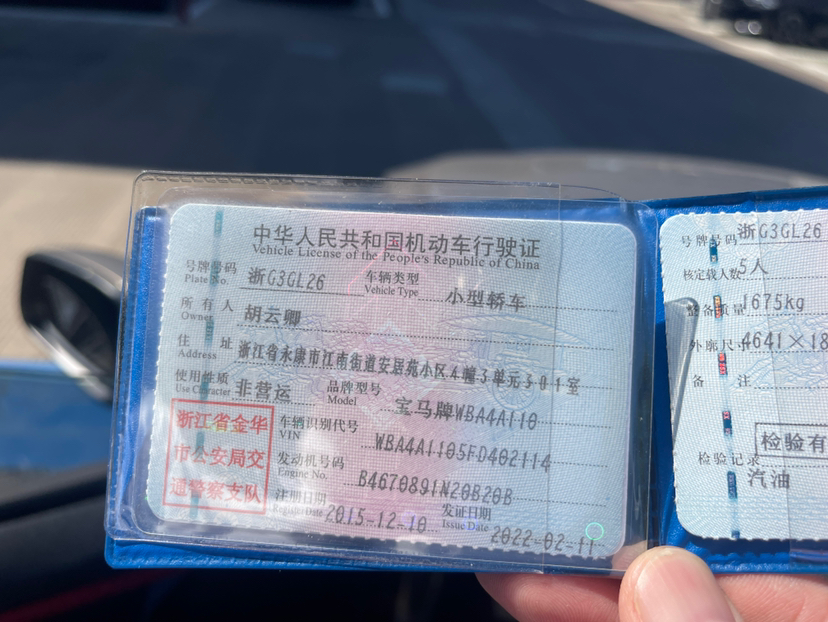 中华人民共和国机动车行驶证
Vehicle License of the People's Republic of China
号牌号码 Plate No. 浙G3GL26 车辆类型 Vehicle Type 小型轿车
所有人 Owner 胡云卿
住址 Address 浙江省永康市江南街道安居苑小区4幢3单元301室
使用性质 Use Character 非营运 品牌型号 Model 宝马牌WBA4A110
浙江省金华
市公安局交
通警察支队
车辆识别代号 VIN WBA4A1105FD402114
发动机号码 Engine No. B4670891N20B20B
注册日期 Register Date 2015-12-10 发证日期 Issue Date 2022-02-11
号牌号码 浙G3GL26
核定载人数 5人
整备质量 1675kg
外廓尺寸 4641×18
备注
检验有
检验记录
汽油